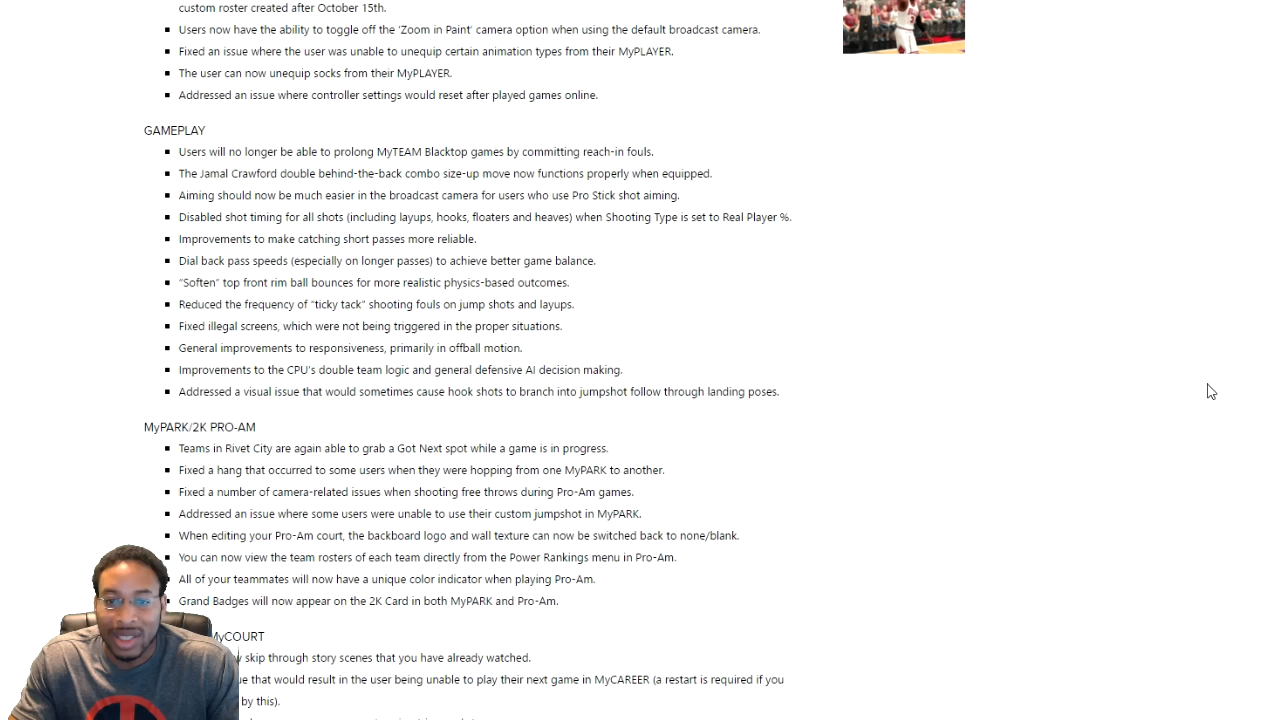 custom roster created after October 15th.
Users now have the ability to toggle off the 'Zoom in Paint' camera option when using the default broadcast camera.
Fixed an issue where the user was unable to unequip certain animation types from their MyPLAYER.
The user can now unequip socks from their MyPLAYER.
Addressed an issue where controller settings would reset after played games online.
GAMEPLAY
Users will no longer be able to prolong MyTEAM Blacktop games by committing reach-in fouls.
The Jamal Crawford double behind-the-back combo size-up move now functions properly when equipped.
Aiming should now be much easier in the broadcast camera for users who use Pro Stick shot aiming.
Disabled shot timing for all shots (including layups, hooks, floaters and heaves) when Shooting Type is set to Real Player %.
Improvements to make catching short passes more reliable.
Dial back pass speeds (especially on longer passes) to achieve better game balance.
"Soften" top front rim ball bounces for more realistic physics-based outcomes.
Reduced the frequency of "ticky tack" shooting fouls on jump shots and layups.
Fixed illegal screens, which were not being triggered in the proper situations.
General improvements to responsiveness, primarily in offball motion.
Improvements to the CPU's double team logic and general defensive AI decision making.
Addressed a visual issue that would sometimes cause hook shots to branch into jumpshot follow through landing poses.
MyPARK/2K PRO-AM
Teams in Rivet City are again able to grab a Got Next spot while a game is in progress.
Fixed a hang that occurred to some users when they were hopping from one MyPARK to another.
Fixed a number of camera-related issues when shooting free throws during Pro-Am games.
Addressed an issue where some users were unable to use their custom jumpshot in MyPARK.
When editing your Pro-Am court, the backboard logo and wall texture can now be switched back to none/blank.
You can now view the team rosters of each team directly from the Power Rankings menu in Pro-Am.
All of your teammates will now have a unique color indicator when playing Pro-Am.
Grand Badges will now appear on the 2K Card in both MyPARK and Pro-Am.
MyCOURT
skip through story scenes that you have already watched.
that would result in the user being unable to play their next game in MyCAREER (a restart is required if you
by this).